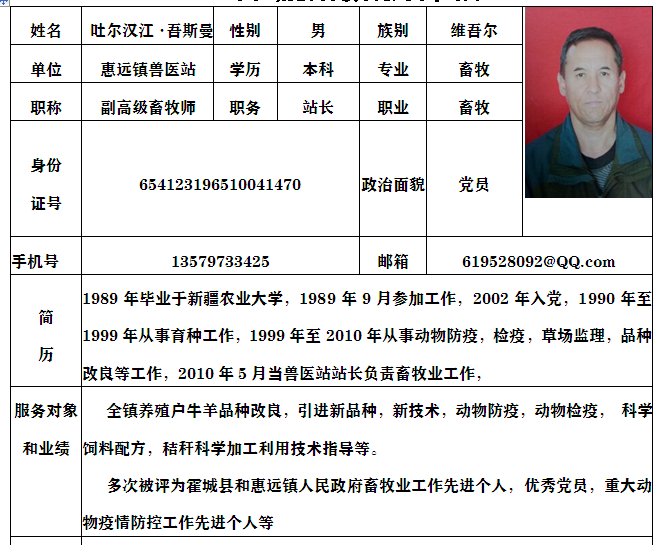 姓名 吐尔汉江·吾斯曼 性别 男 族别 维吾尔
单位 惠远镇兽医站 学历 本科 专业 畜牧
职称 副高级畜牧师 职务 站长 职业 畜牧
身份
证号 654123196510041470 政治面貌 党员
手机号 13579733425 邮箱 619528092@QQ.com
简
历
1989 年毕业于新疆农业大学，1989 年 9 月参加工作，2002 年入党，1990 年至
1999 年从事育种工作，1999 年至 2010 年从事动物防疫，检疫，草场监理，品种
改良等工作，2010 年 5 月当兽医站站长负责畜牧业工作，
服务对象
和业绩
全镇养殖户牛羊品种改良，引进新品种，新技术，动物防疫，动物检疫， 科学
饲料配方，秸秆科学加工利用技术指导等。
多次被评为霍城县和惠远镇人民政府畜牧业工作先进个人，优秀党员，重大动
物疫情防控工作先进个人等